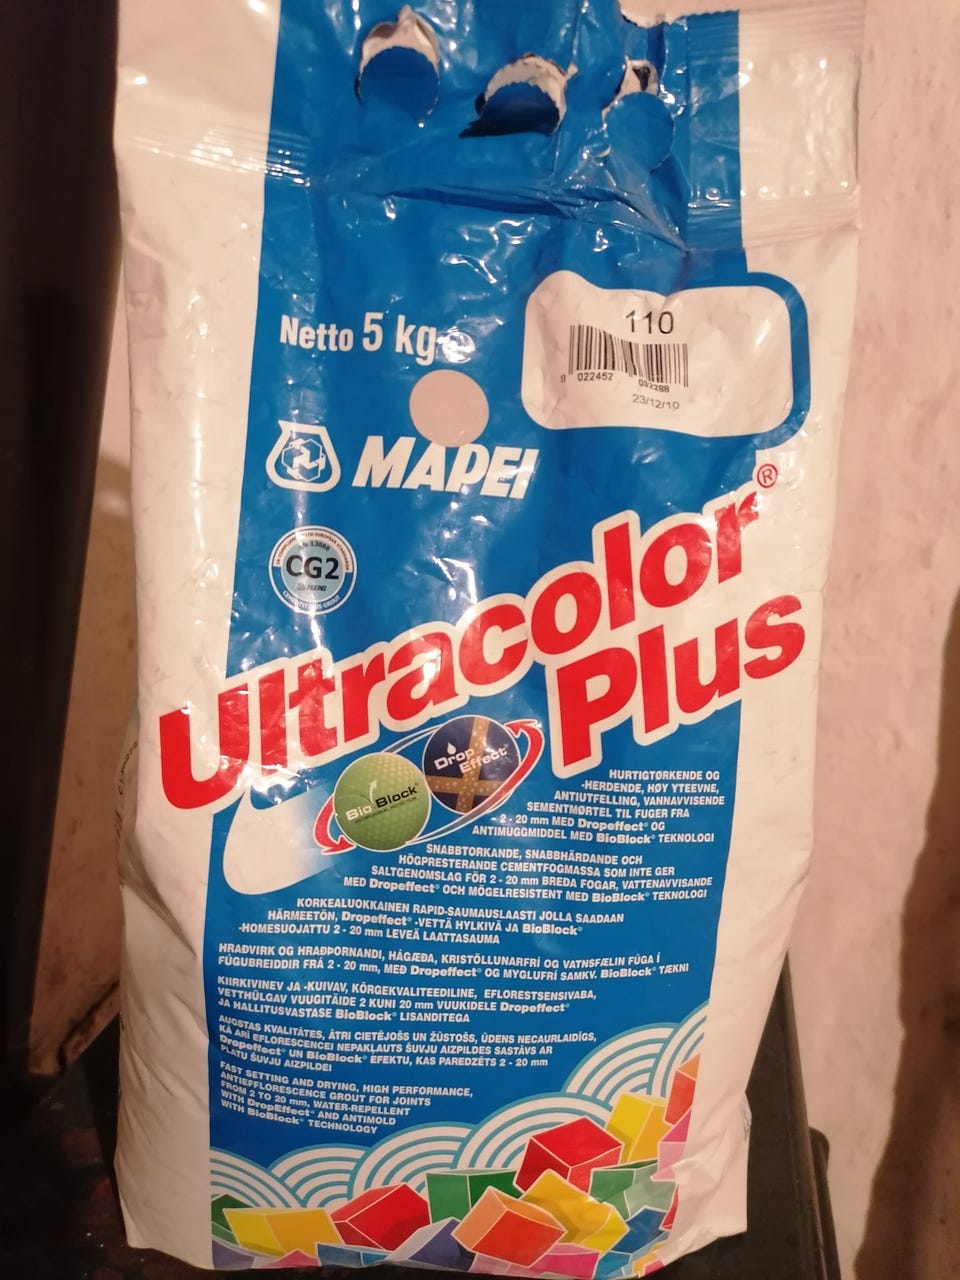 Netto 5 kg
110
8 022452 032288
23/12/10
MAPEI
EN 13888
CG2
MAPEI
Ultracolor®
Plus
Drop
Effect®
Bio Block®
HURTIGTØRKENDE OG
-HERDENDE, HØY YTEEVNE,
ANTIUTFELLING, VANNAVVISENDE
SEMENTMØRTEL TIL FUGER FRA
2 - 20 mm MED Dropeffect® OG
ANTIMUGGMIDDEL MED BioBlock® TEKNOLOGI
SNABBTORKANDE, SNABBHÄRDANDE OCH
HÖGPRESTERANDE CEMENTFOGMASSA SOM INTE GER
SALTGENOMSLAG FÖR 2 - 20 mm BREDA FOGAR, VATTENAVVISANDE
MED Dropeffect® OCH MÖGELRESISTENT MED BioBlock® TEKNOLOGI
KORKEALUOKKAINEN RAPID-SAUMAUSLAASTI JOLLA SAADAAN
HÄRMEETÖN, Dropeffect® -VETTÄ HYLKIVÄ JA BioBlock®
-HOMESUOJATTU 2 - 20 mm LEVEÄ LAATTASAUMA
HRAÐVIRK OG HRAÐÞORNANDI, HÁGÆÐA, KRISTÖLLUNARFRÍ OG VATNSFÆLIN FÚGA Í
FÚGUBREIDDIR FRÁ 2 - 20 mm, MEÐ Dropeffect® OG MYGLUFRÍ SAMKV. BioBlock® TÆKNI
KIIRKIVINEV JA -KUIVAV, KÕRGEKVALITEEDILINE, EFLORESTSENSIVABA,
VETTHÜLGAV VUUGITÄIDE 2 KUNI 20 mm VUUKIDELE Dropeffect®
JA HALLITUSVASTASE BioBlock® LISANDITEGA
AUGSTAS KVALITĀTES, ĀTRI CIETĒJOŠS UN ŽŪSTOŠS, ŪDENS NECAURLAIDĪGS,
KĀ ARĪ EFLORESCENCEI NEPAKĻAUTS ŠUVJU AIZPILDES SASTĀVS AR
Dropeffect® UN BioBlock® EFEKTU, KAS PAREDZĒTS 2 - 20 mm
PLATU ŠUVJU AIZPILDEI
FAST SETTING AND DRYING, HIGH PERFORMANCE,
ANTIEFFLORESCENCE GROUT FOR JOINTS
FROM 2 TO 20 mm, WATER-REPELLENT
WITH DropEffect® AND ANTIMOLD
WITH BioBlock® TECHNOLOGY